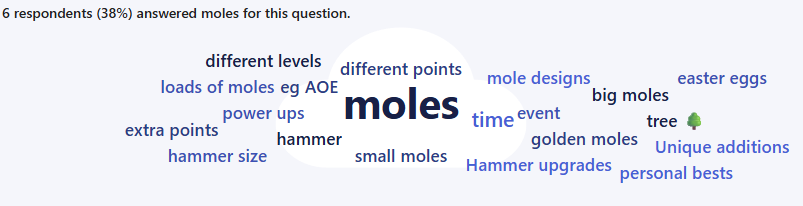 6 respondents (38%) answered moles for this question.
different levels
different points
loads of moles eg AOE
mole designs
easter eggs
big moles
moles
power ups
time
event
tree 🌳
extra points
hammer
golden moles
Unique additions
hammer size
small moles
Hammer upgrades
personal bests